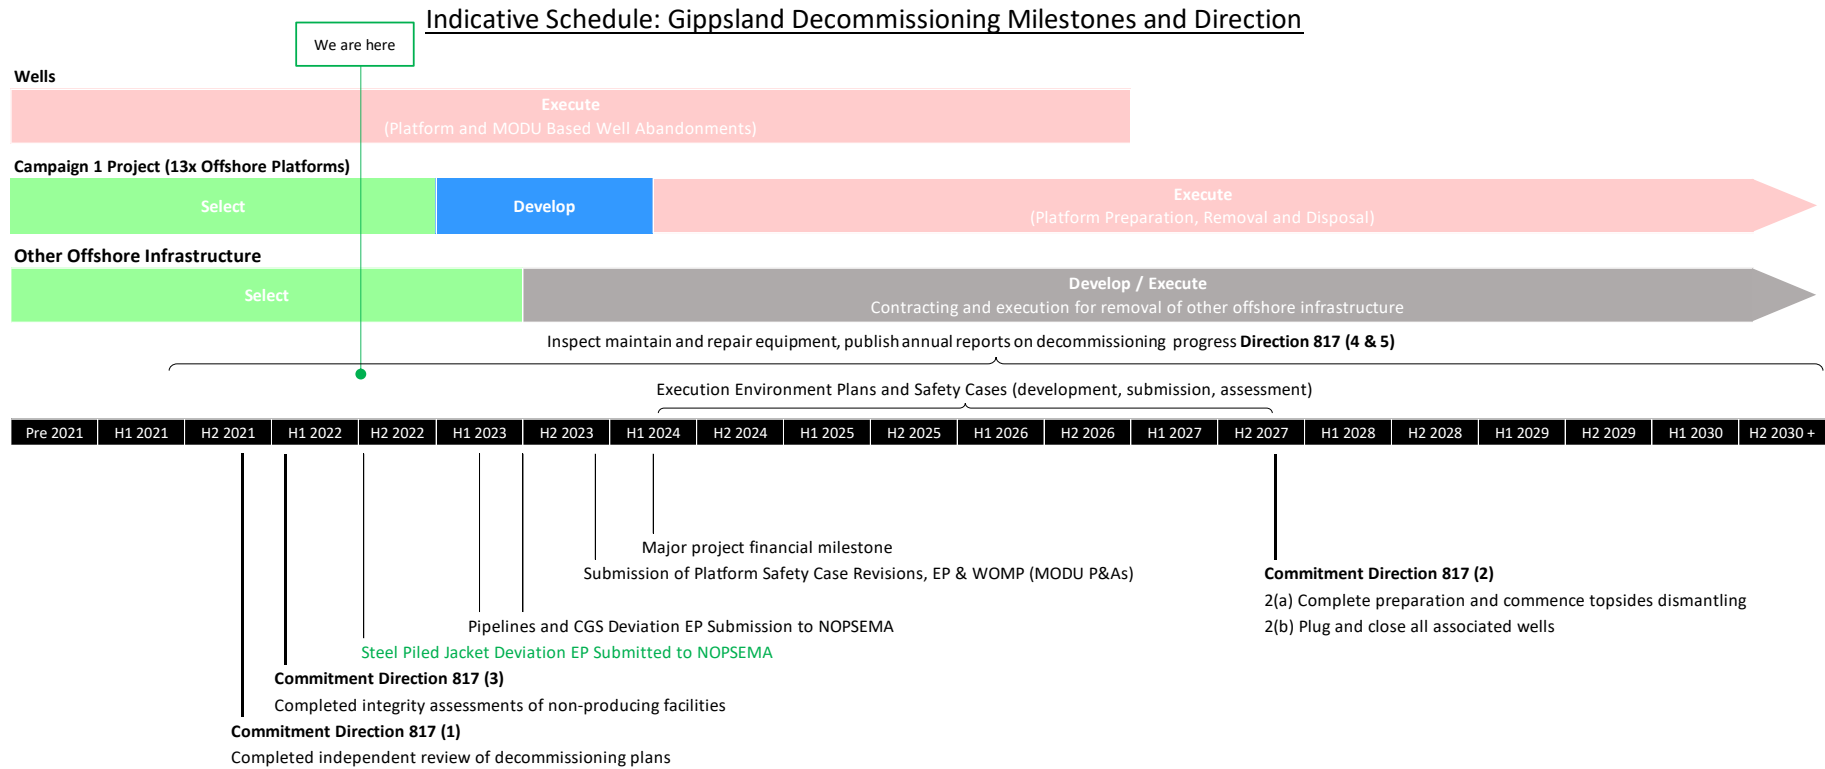 Indicative Schedule: Gippsland Decommissioning Milestones and Direction
We are here
Wells
Execute
(Platform and MODU Based Well Abandonments)
Campaign 1 Project (13x Offshore Platforms)
Select
Develop
Execute
(Platform Preparation, Removal and Disposal)
Other Offshore Infrastructure
Select
Develop / Execute
Contracting and execution for removal of other offshore infrastructure
Inspect maintain and repair equipment, publish annual reports on decommissioning progress Direction 817 (4 & 5)
Execution Environment Plans and Safety Cases (development, submission, assessment)
Pre 2021 H1 2021 H2 2021 H1 2022 H2 2022 H1 2023 H2 2023 H1 2024 H2 2024 H1 2025 H2 2025 H1 2026 H2 2026 H1 2027 H2 2027 H1 2028 H2 2028 H1 2029 H2 2029 H1 2030 H2 2030 +
Major project financial milestone
Submission of Platform Safety Case Revisions, EP & WOMP (MODU P&As)
Commitment Direction 817 (2)
2(a) Complete preparation and commence topsides dismantling
2(b) Plug and close all associated wells
Pipelines and CGS Deviation EP Submission to NOPSEMA
Steel Piled Jacket Deviation EP Submitted to NOPSEMA
Commitment Direction 817 (3)
Completed integrity assessments of non-producing facilities
Commitment Direction 817 (1)
Completed independent review of decommissioning plans